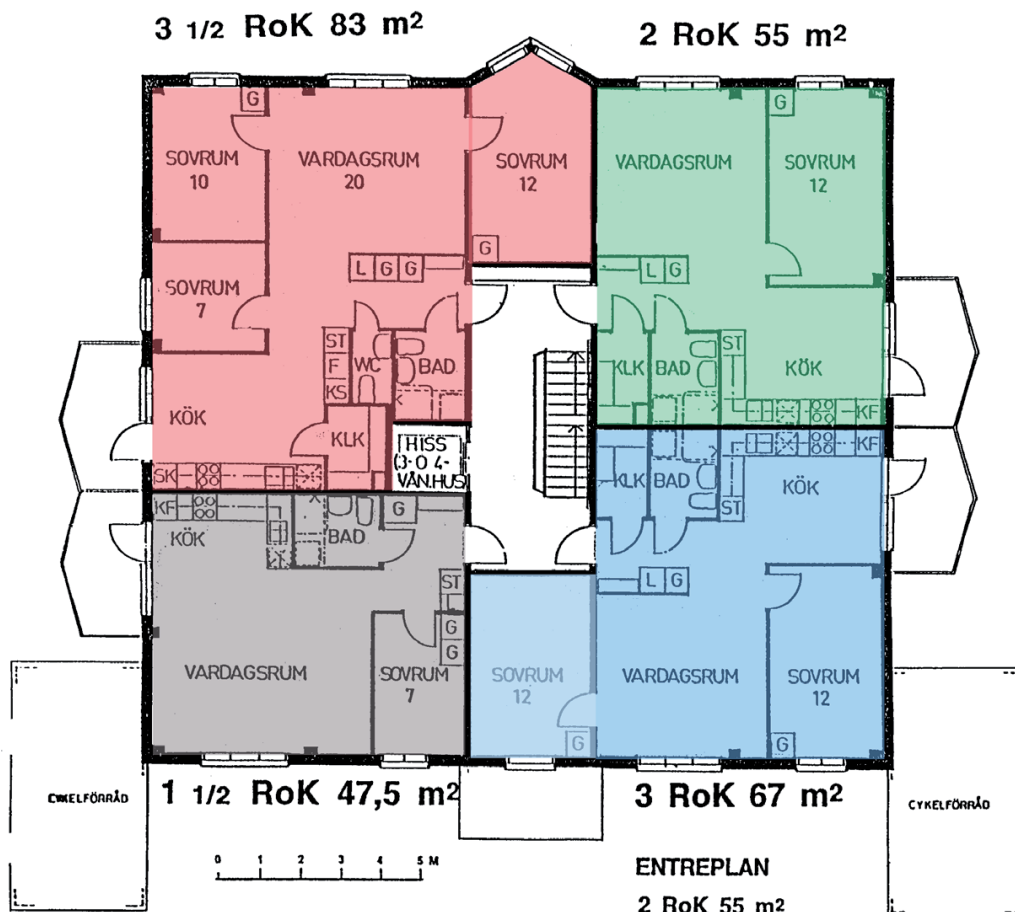 3 1/2 RoK 83 m²
2 RoK 55 m²
G
SOVRUM
10
VARDAGSRUM
20
SOVRUM
12
G
VARDAGSRUM
G
SOVRUM
12
SOVRUM
7
L G G
L G
ST
F
KS
WC
BAD
KÖK
KLK
SK
HISS
(3-O 4-
VÅN.HUS)
KLK
BAD
ST
KÖK
KF
KF
KÖK
BAD
G
ST
L
G
G
VARDAGSRUM
SOVRUM
7
KLK
BAD
ST
KÖK
KF
L G
SOVRUM
12
G
VARDAGSRUM
SOVRUM
12
G
1 1/2 RoK 47,5 m²
3 RoK 67 m²
CYKELFÖRRÅD
CYKELFÖRRÅD
0 1 2 3 4 5 M
ENTREPLAN
2 RoK 55 m²